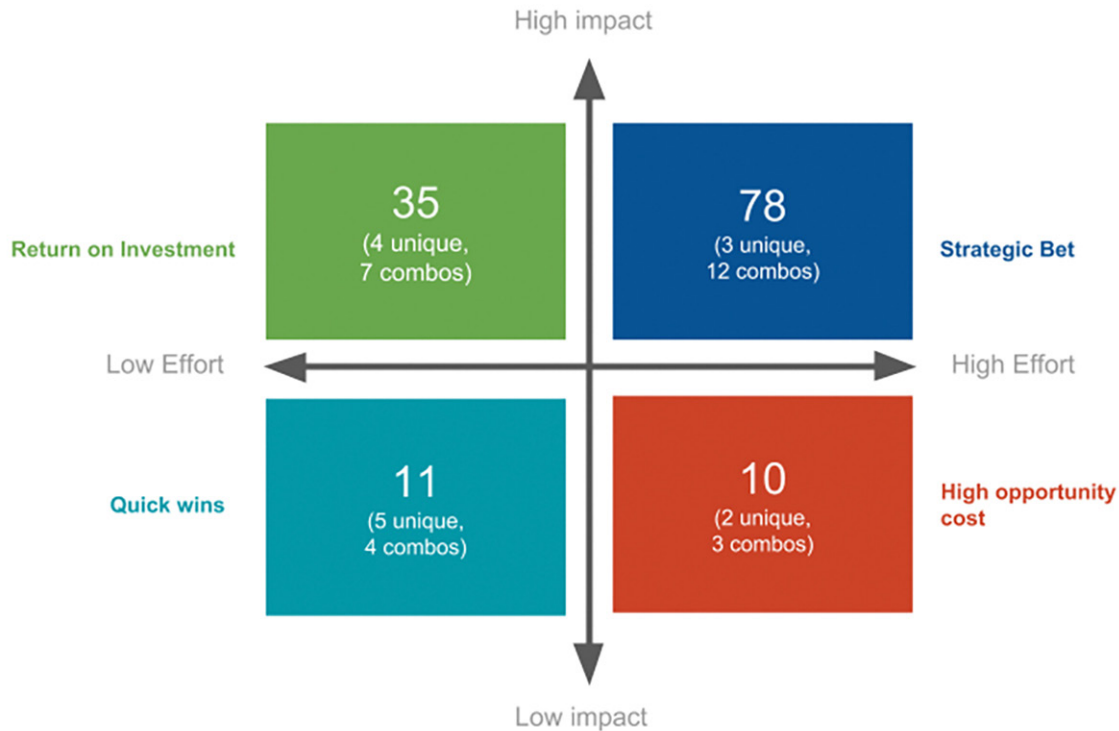 High impact
35
(4 unique,
7 combos)
78
(3 unique,
12 combos)
Return on Investment
Strategic Bet
Low Effort
High Effort
11
(5 unique,
4 combos)
10
(2 unique,
3 combos)
Quick wins
High opportunity
cost
Low impact